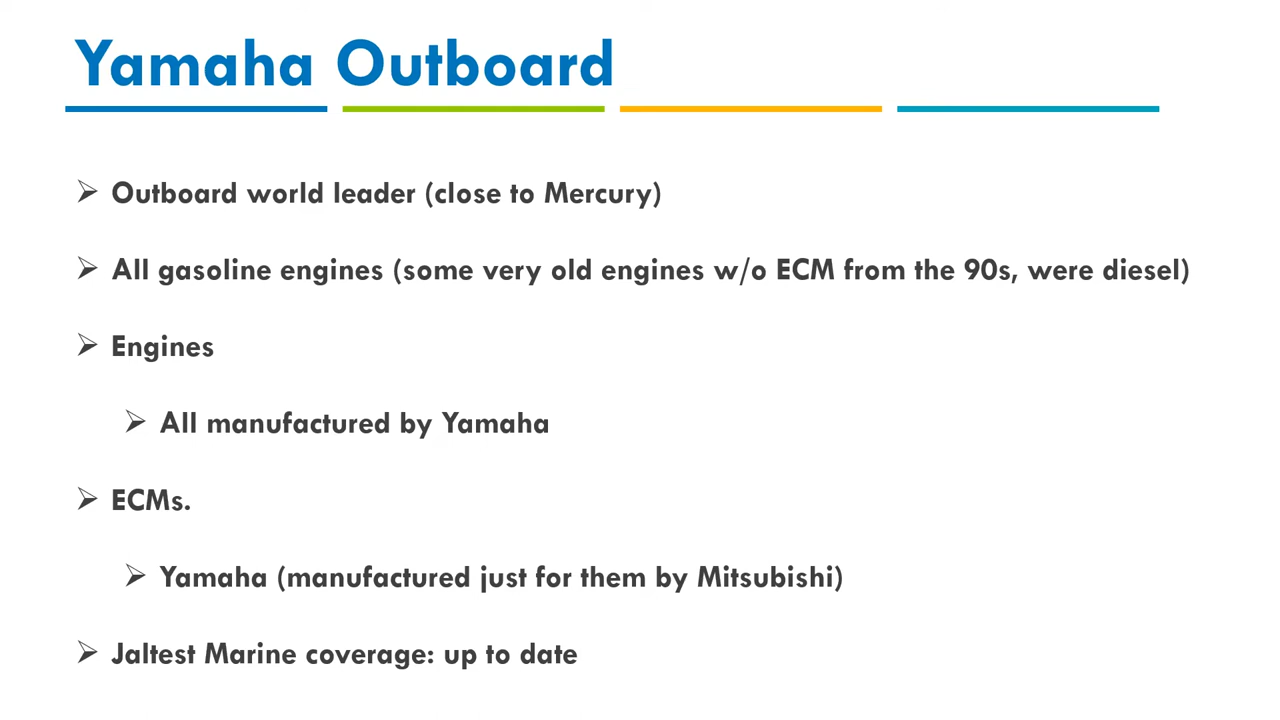 Yamaha Outboard
➢ Outboard world leader (close to Mercury)
➢ All gasoline engines (some very old engines w/o ECM from the 90s, were diesel)
➢ Engines
➢ All manufactured by Yamaha
➢ ECMs.
➢ Yamaha (manufactured just for them by Mitsubishi)
➢ Jaltest Marine coverage: up to date